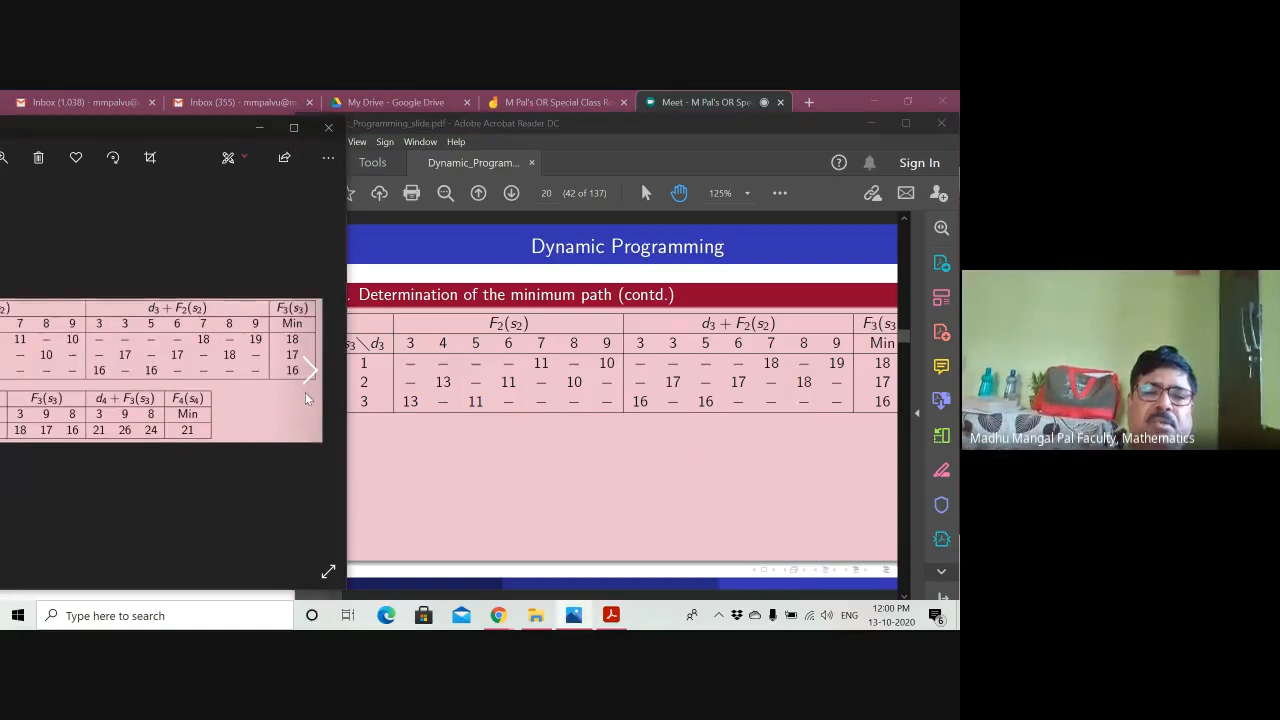 Inbox (1,038) - mmpalvu@
Inbox (355) - mmpalvu@m
My Drive - Google Drive
M Pal's OR Special Class Re
Meet - M Pal's OR Spe
_Programming_slide.pdf - Adobe Acrobat Reader DC
View Sign Window Help
Tools
Dynamic_Program...
Sign In
20 (42 of 137)
125%
Dynamic Programming
. Determination of the minimum path (contd.)
F2(s2) d3 + F2(s2) F3(s3
s3\d3 3 4 5 6 7 8 9 3 3 5 6 7 8 9 Min
1 – – – – 11 – 10 – – – – 18 – 19 18
2 – 13 – 11 – 10 – – 17 – 17 – 18 – 17
3 13 – 11 – – – – 16 – 16 – – – – 16
s2) d3 + F2(s2) F3(s3)
7 8 9 3 3 5 6 7 8 9 Min
11 – 10 – – – – 18 – 19 18
– 10 – – 17 – 17 – 18 – 17
– – – 16 – 16 – – – – 16
F3(s3) d4 + F3(s3) F4(s4)
3 9 8 3 9 8 Min
18 17 16 21 26 24 21
Madhu Mangal Pal Faculty, Mathematics
Type here to search
ENG
12:00 PM
13-10-2020
6